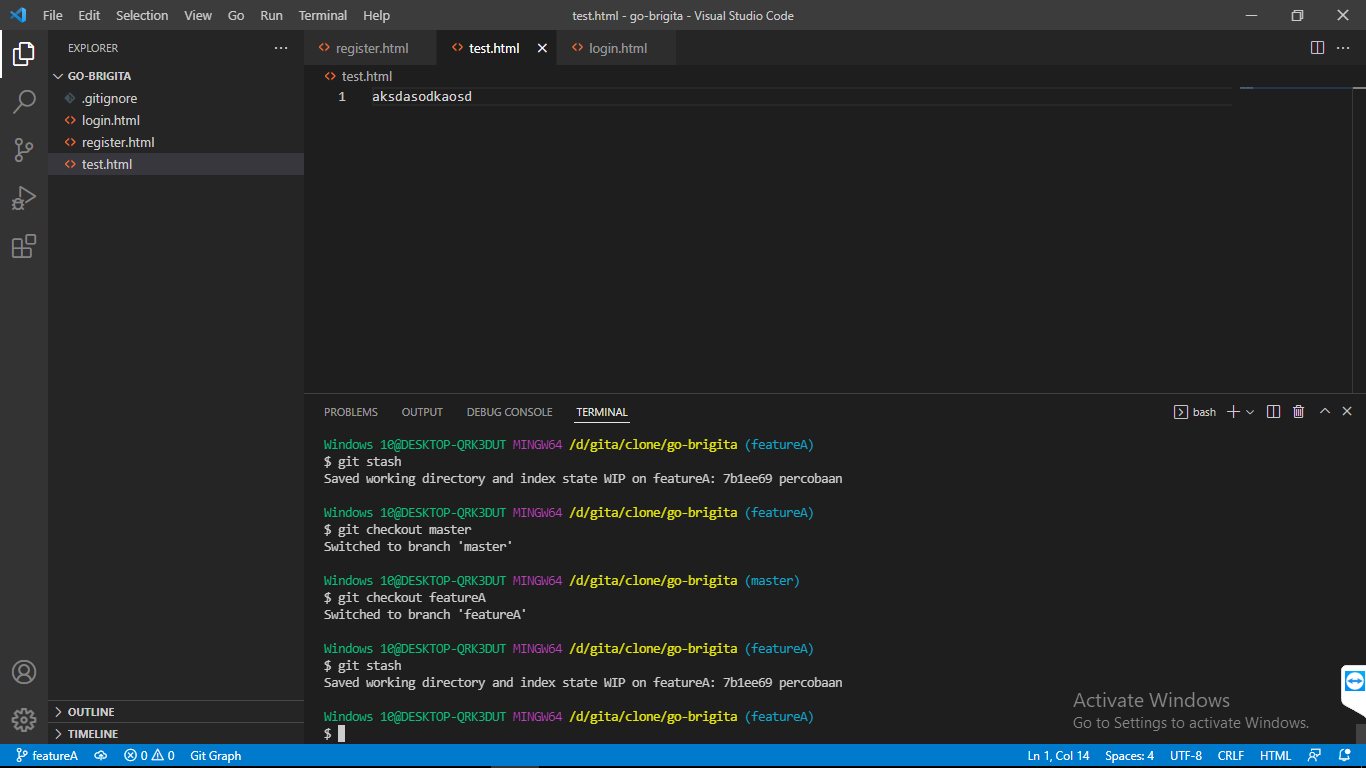 File Edit Selection View Go Run Terminal Help
test.html - go-brigita - Visual Studio Code
EXPLORER
GO-BRIGITA
.gitignore
login.html
register.html
test.html
OUTLINE
TIMELINE
register.html test.html login.html
test.html
1 aksdasodkaosd
PROBLEMS OUTPUT DEBUG CONSOLE TERMINAL
bash
Windows 10@DESKTOP-QRK3DUT MINGW64 /d/gita/clone/go-brigita (featureA)
$ git stash
Saved working directory and index state WIP on featureA: 7b1ee69 percobaan
Windows 10@DESKTOP-QRK3DUT MINGW64 /d/gita/clone/go-brigita (featureA)
$ git checkout master
Switched to branch 'master'
Windows 10@DESKTOP-QRK3DUT MINGW64 /d/gita/clone/go-brigita (master)
$ git checkout featureA
Switched to branch 'featureA'
Windows 10@DESKTOP-QRK3DUT MINGW64 /d/gita/clone/go-brigita (featureA)
$ git stash
Saved working directory and index state WIP on featureA: 7b1ee69 percobaan
Windows 10@DESKTOP-QRK3DUT MINGW64 /d/gita/clone/go-brigita (featureA)
$
Activate Windows
Go to Settings to activate Windows.
featureA 0 0 Git Graph Ln 1, Col 14 Spaces: 4 UTF-8 CRLF HTML